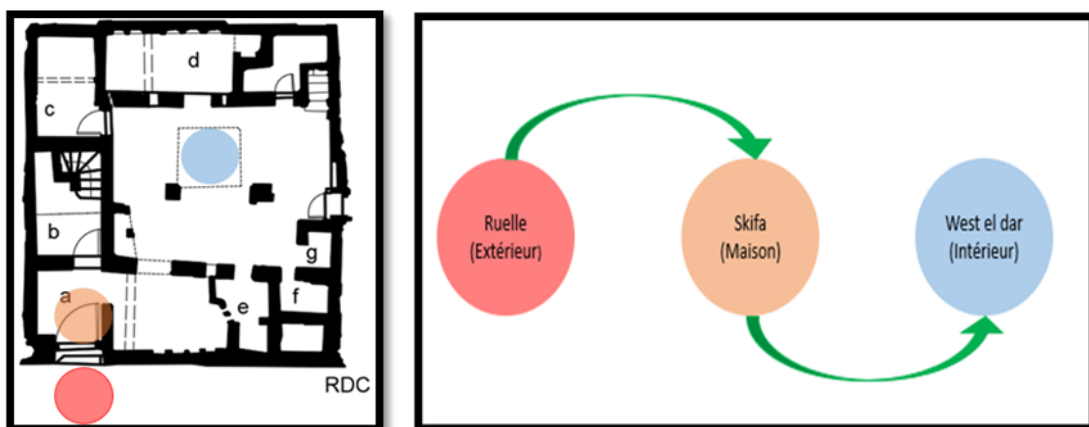 d
c
b
g
a
e
f
RDC
Ruelle
(Extérieur)
Skifa
(Maison)
West el dar
(Intérieur)